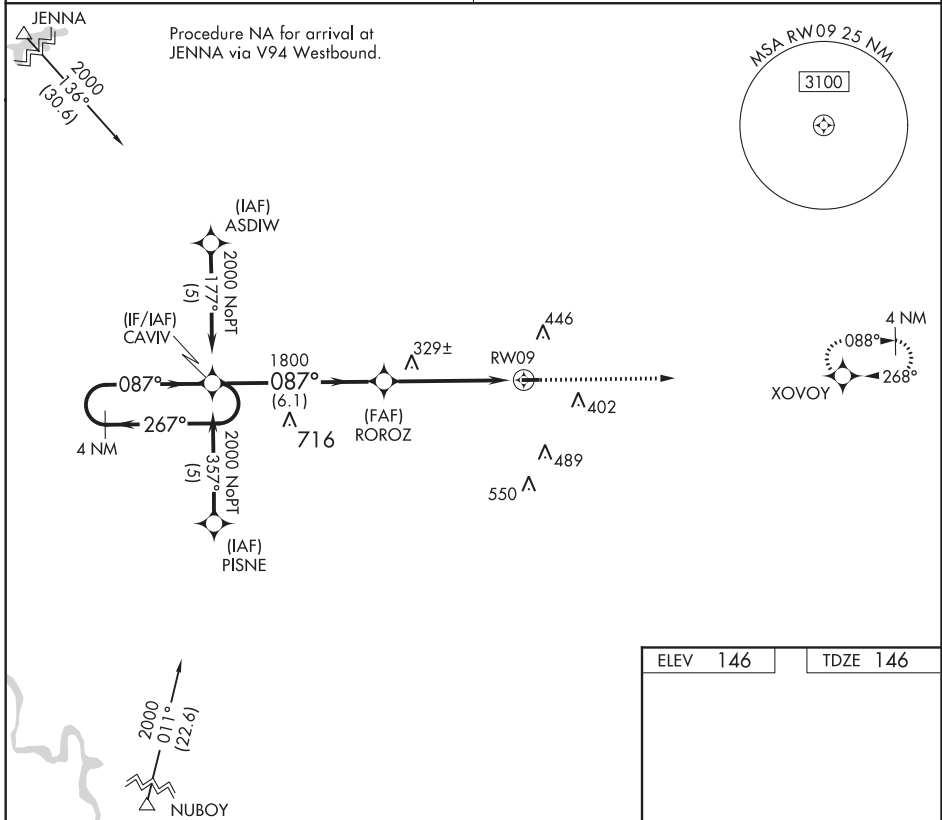 JENNA
Procedure NA for arrival at
JENNA via V94 Westbound.
2000
136°
(30.6)
MSA RW09 25 NM
3100
(IAF)
ASDIW
2000 NoPT
177°
(5)
(IF/IAF)
CAVIV
087°
267°
4 NM
1800
087°
(6.1)
716
329±
(FAF)
ROROZ
RW09
446
402
489
550
4 NM
088°
268°
XOVOY
2000 NoPT
357°
(5)
(IAF)
PISNE
2000
011°
(22.6)
NUBOY
ELEV 146
TDZE 146